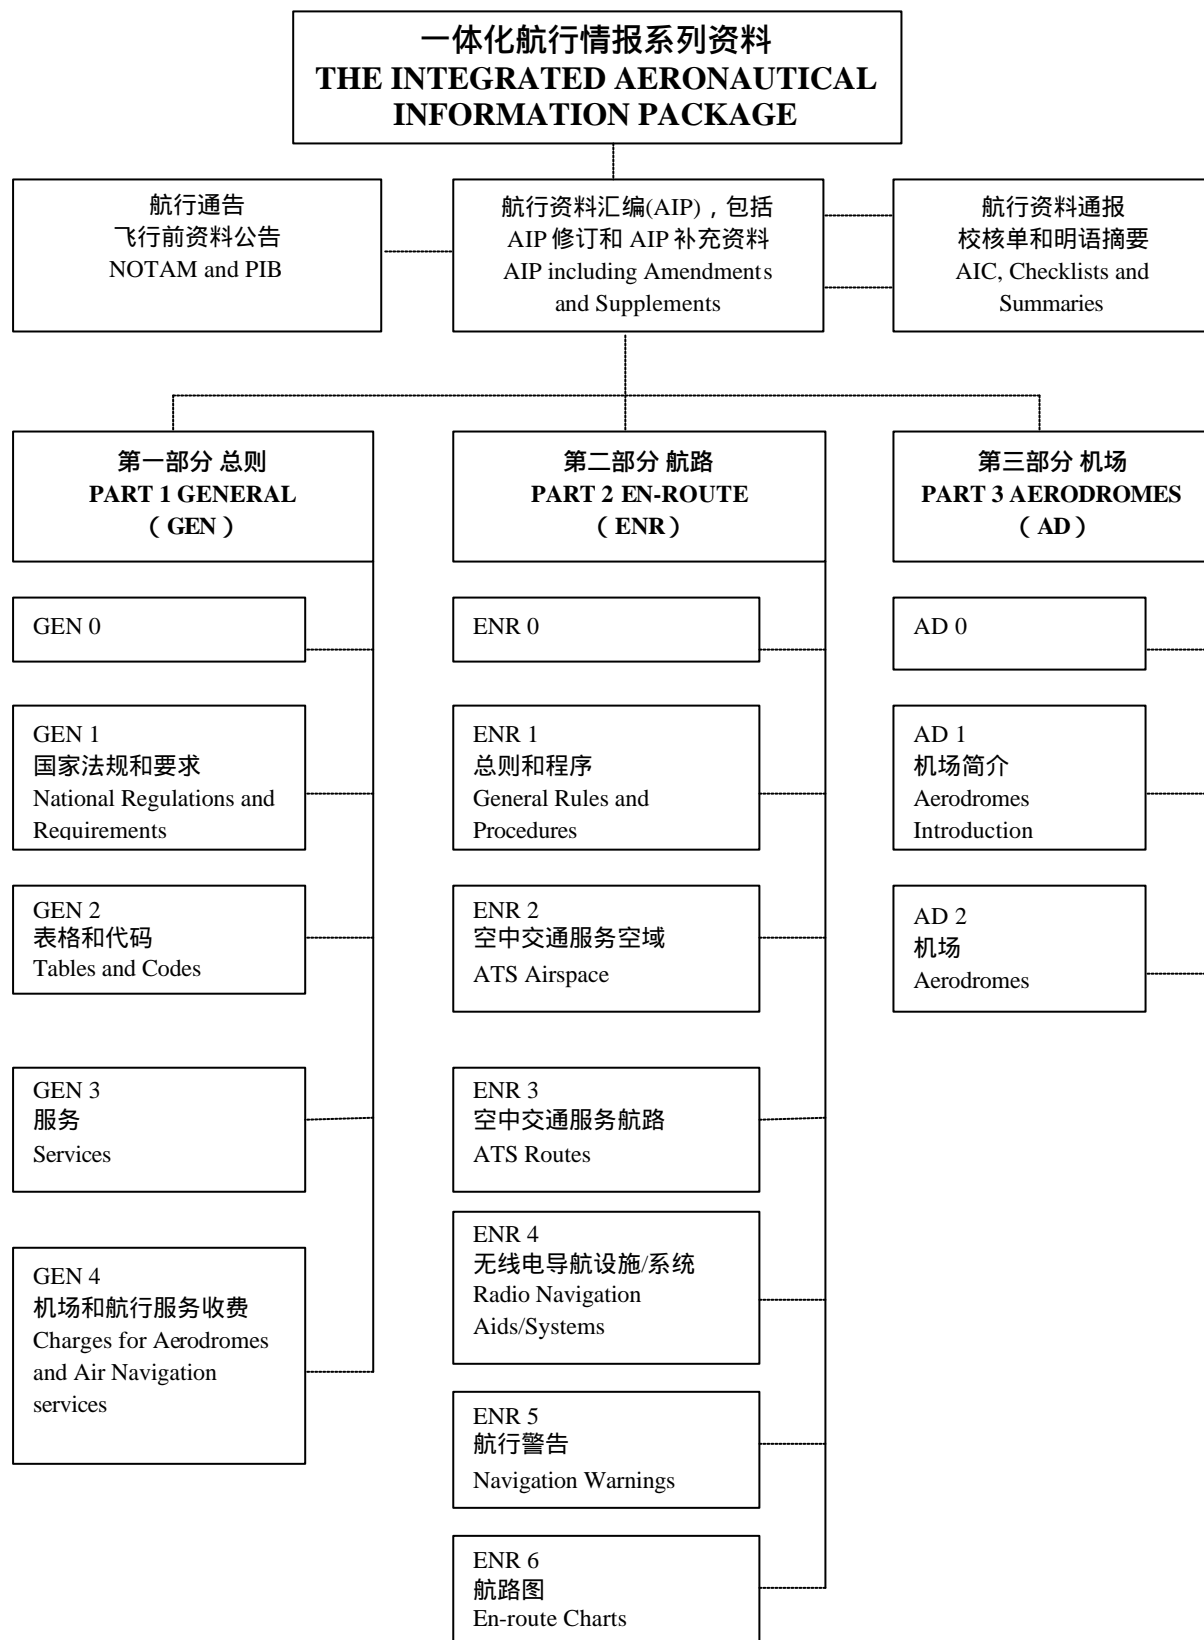 一体化航行情报系列资料
THE INTEGRATED AERONAUTICAL
INFORMATION PACKAGE
航行通告
飞行前资料公告
NOTAM and PIB
航行资料汇编(AIP)，包括
AIP 修订和 AIP 补充资料
AIP including Amendments
and Supplements
航行资料通报
校核单和明语摘要
AIC, Checklists and
Summaries
第一部分 总则
PART 1 GENERAL
（ GEN ）
第二部分 航路
PART 2 EN-ROUTE
（ ENR ）
第三部分 机场
PART 3 AERODROMES
（ AD ）
GEN 0
ENR 0
AD 0
GEN 1
国家法规和要求
National Regulations and
Requirements
ENR 1
总则和程序
General Rules and
Procedures
AD 1
机场简介
Aerodromes
Introduction
GEN 2
表格和代码
Tables and Codes
ENR 2
空中交通服务空域
ATS Airspace
AD 2
机场
Aerodromes
GEN 3
服务
Services
ENR 3
空中交通服务航路
ATS Routes
GEN 4
机场和航行服务收费
Charges for Aerodromes
and Air Navigation
services
ENR 4
无线电导航设施/系统
Radio Navigation
Aids/Systems
ENR 5
航行警告
Navigation Warnings
ENR 6
航路图
En-route Charts